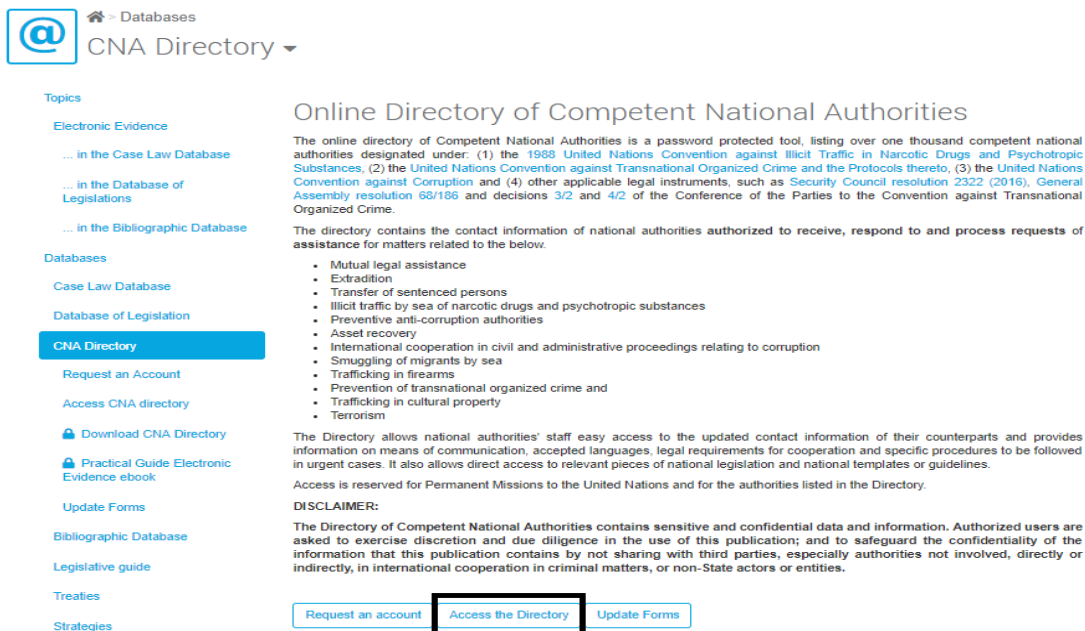 @
> Databases
CNA Directory
Topics
Electronic Evidence
... in the Case Law Database
... in the Database of
Legislations
... in the Bibliographic Database
Databases
Case Law Database
Database of Legislation
CNA Directory
Request an Account
Access CNA directory
Download CNA Directory
Practical Guide Electronic
Evidence ebook
Update Forms
Bibliographic Database
Legislative guide
Treaties
Strategies
Online Directory of Competent National Authorities
The online directory of Competent National Authorities is a password protected tool, listing over one thousand competent national
authorities designated under: (1) the 1988 United Nations Convention against Illicit Traffic in Narcotic Drugs and Psychotropic
Substances, (2) the United Nations Convention against Transnational Organized Crime and the Protocols thereto, (3) the United Nations
Convention against Corruption and (4) other applicable legal instruments, such as Security Council resolution 2322 (2016), General
Assembly resolution 68/186 and decisions 3/2 and 4/2 of the Conference of the Parties to the Convention against Transnational
Organized Crime.
The directory contains the contact information of national authorities authorized to receive, respond to and process requests of
assistance for matters related to the below.
• Mutual legal assistance
• Extradition
• Transfer of sentenced persons
• Illicit traffic by sea of narcotic drugs and psychotropic substances
• Preventive anti-corruption authorities
• Asset recovery
• International cooperation in civil and administrative proceedings relating to corruption
• Smuggling of migrants by sea
• Trafficking in firearms
• Prevention of transnational organized crime and
• Trafficking in cultural property
• Terrorism
The Directory allows national authorities' staff easy access to the updated contact information of their counterparts and provides
information on means of communication, accepted languages, legal requirements for cooperation and specific procedures to be followed
in urgent cases. It also allows direct access to relevant pieces of national legislation and national templates or guidelines.
Access is reserved for Permanent Missions to the United Nations and for the authorities listed in the Directory.
DISCLAIMER:
The Directory of Competent National Authorities contains sensitive and confidential data and information. Authorized users are
asked to exercise discretion and due diligence in the use of this publication; and to safeguard the confidentiality of the
information that this publication contains by not sharing with third parties, especially authorities not involved, directly or
indirectly, in international cooperation in criminal matters, or non-State actors or entities.
Request an account Access the Directory Update Forms